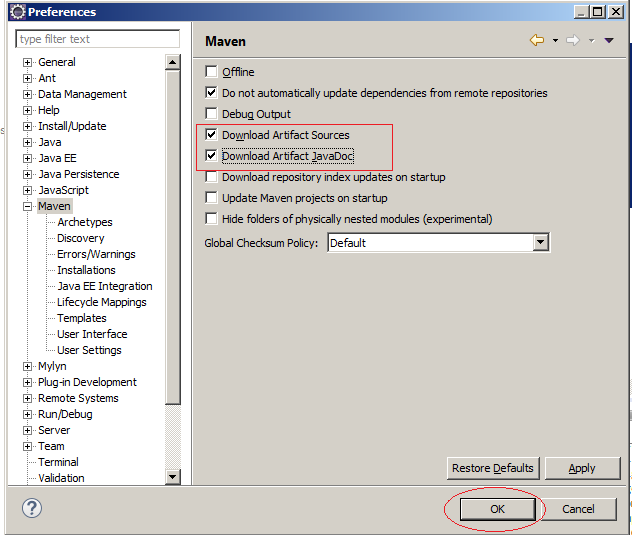 Preferences
type filter text
General
Ant
Data Management
Help
Install/Update
Java
Java EE
Java Persistence
JavaScript
Maven
Archetypes
Discovery
Errors/Warnings
Installations
Java EE Integration
Lifecycle Mappings
Templates
User Interface
User Settings
Mylyn
Plug-in Development
Remote Systems
Run/Debug
Server
Team
Terminal
Validation
Maven
Offline
Do not automatically update dependencies from remote repositories
Debug Output
Download Artifact Sources
Download Artifact JavaDoc
Download repository index updates on startup
Update Maven projects on startup
Hide folders of physically nested modules (experimental)
Global Checksum Policy: Default
Restore Defaults Apply
? OK Cancel